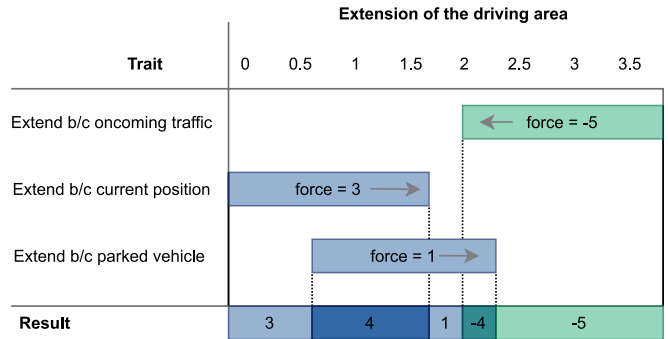 Extension of the driving area
Trait 0 0.5 1 1.5 2 2.5 3 3.5
Extend b/c oncoming traffic force = -5
Extend b/c current position force = 3
Extend b/c parked vehicle force = 1
Result 3 4 1 -4 -5